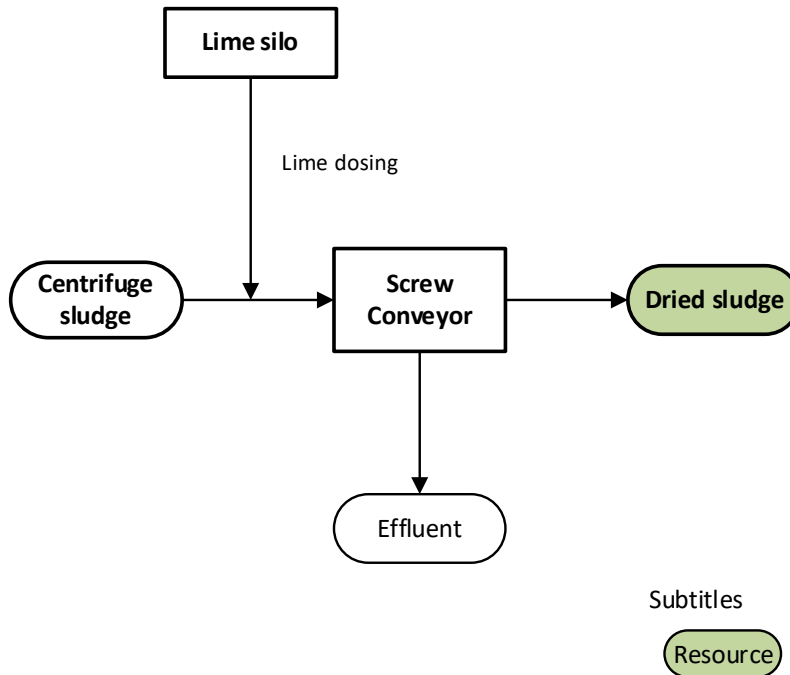 Lime silo
Lime dosing
Centrifuge
sludge
Screw
Conveyor
Dried sludge
Effluent
Subtitles
Resource